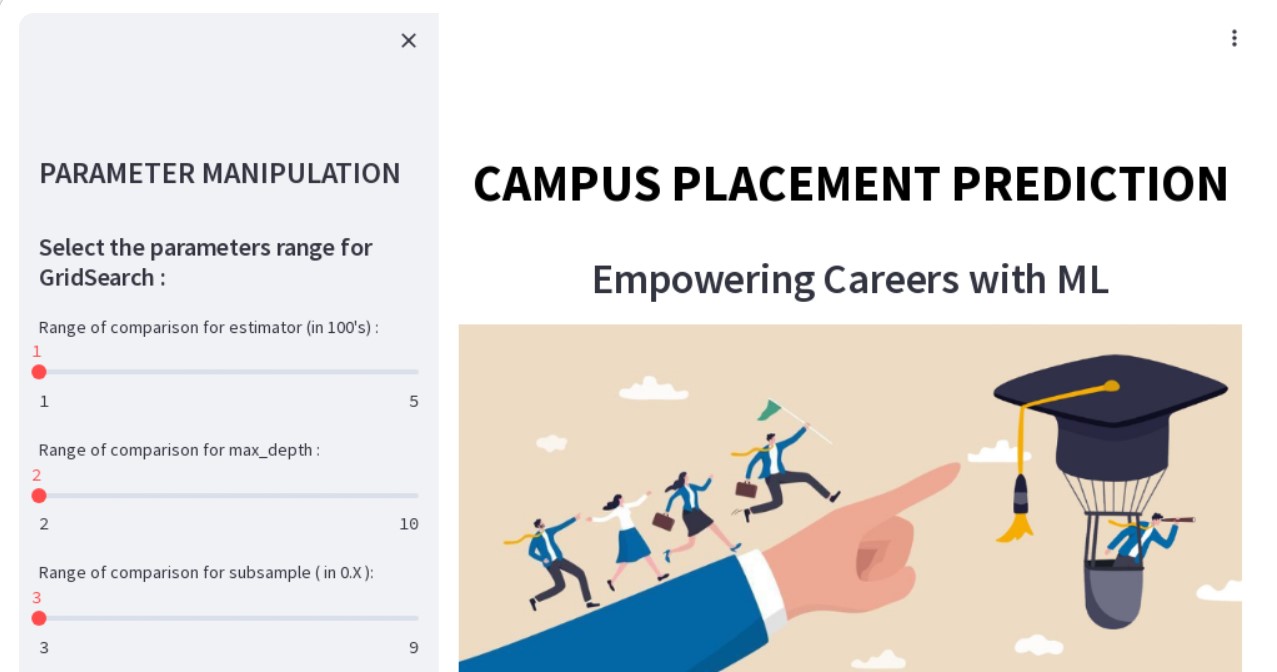 PARAMETER MANIPULATION
Select the parameters range for
GridSearch :
Range of comparison for estimator (in 100's) :
1
1 5
Range of comparison for max_depth :
2
2 10
Range of comparison for subsample ( in 0.X ):
3
3 9
CAMPUS PLACEMENT PREDICTION
Empowering Careers with ML